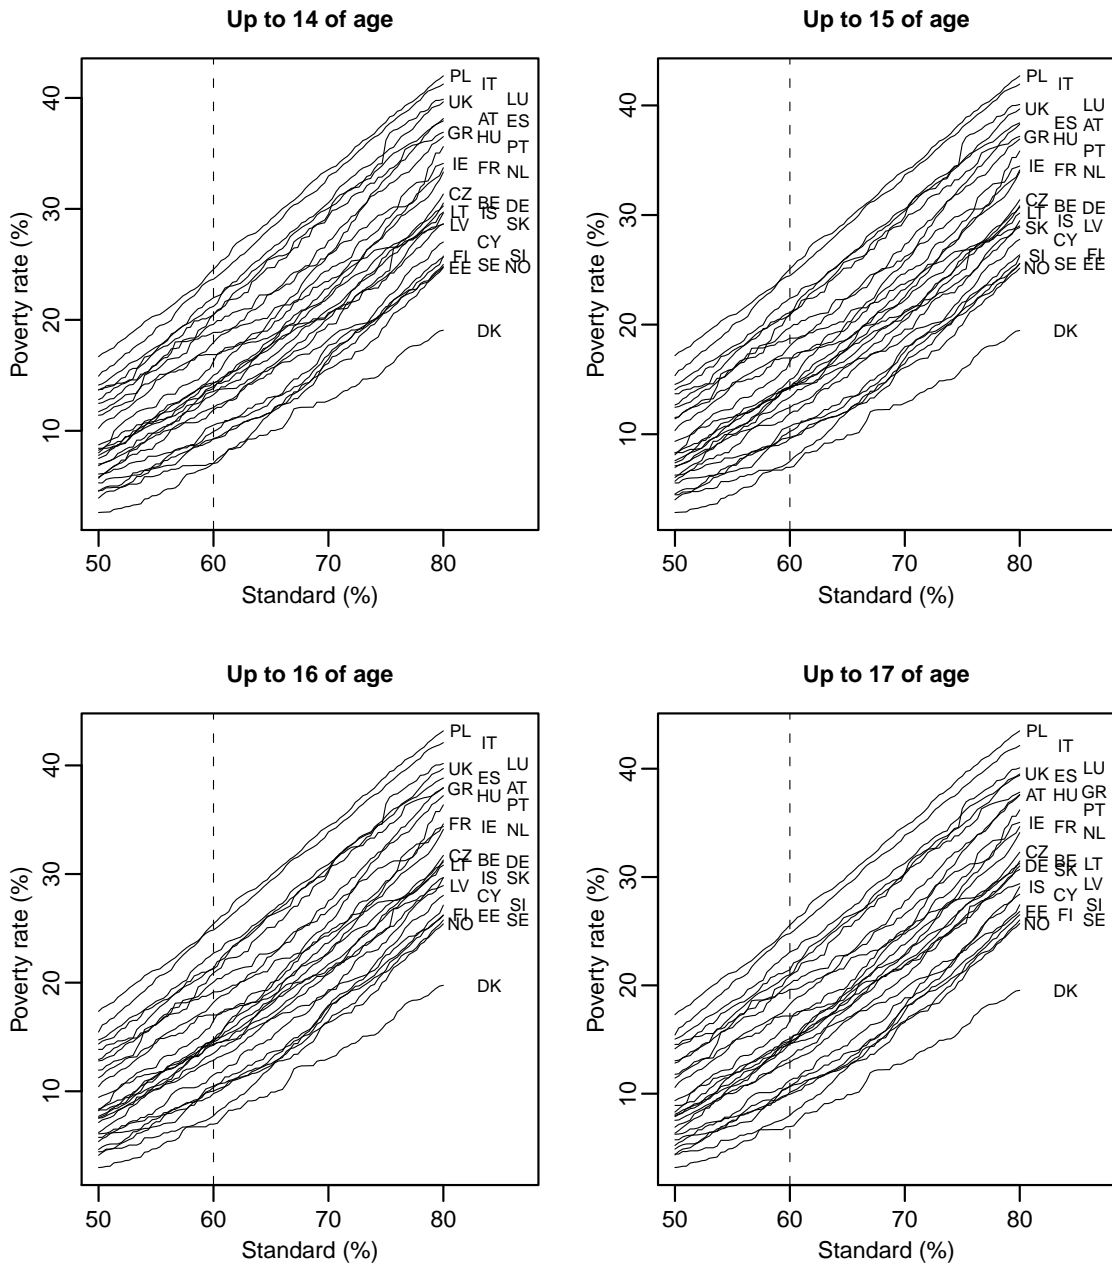 Up to 14 of age
Up to 15 of age
Poverty rate (%)
40
30
20
10
PL IT
UK LU
AT ES
GR HU PT
IE FR NL
CZ BE DE
LT IS
LV SK
CY
FI SI
EE SE NO
DK
50 60 70 80
Standard (%)
Poverty rate (%)
40
30
20
10
PL IT
UK LU
ES AT
GR HU PT
IE FR NL
CZ BE DE
LT IS
SK LV
CY
SI FI
NO SE EE
DK
50 60 70 80
Standard (%)
Up to 16 of age
Up to 17 of age
Poverty rate (%)
40
30
20
10
PL IT
UK LU
ES AT
GR HU PT
FR IE NL
CZ BE DE
LT IS SK
LV CY
SI
FI EE SE
NO
DK
50 60 70 80
Standard (%)
Poverty rate (%)
40
30
20
10
PL IT
UK ES LU
AT HU GR
PT
IE FR NL
CZ BE LT
DE SK
IS LV
CY
EE FI SI
NO SE
DK
50 60 70 80
Standard (%)